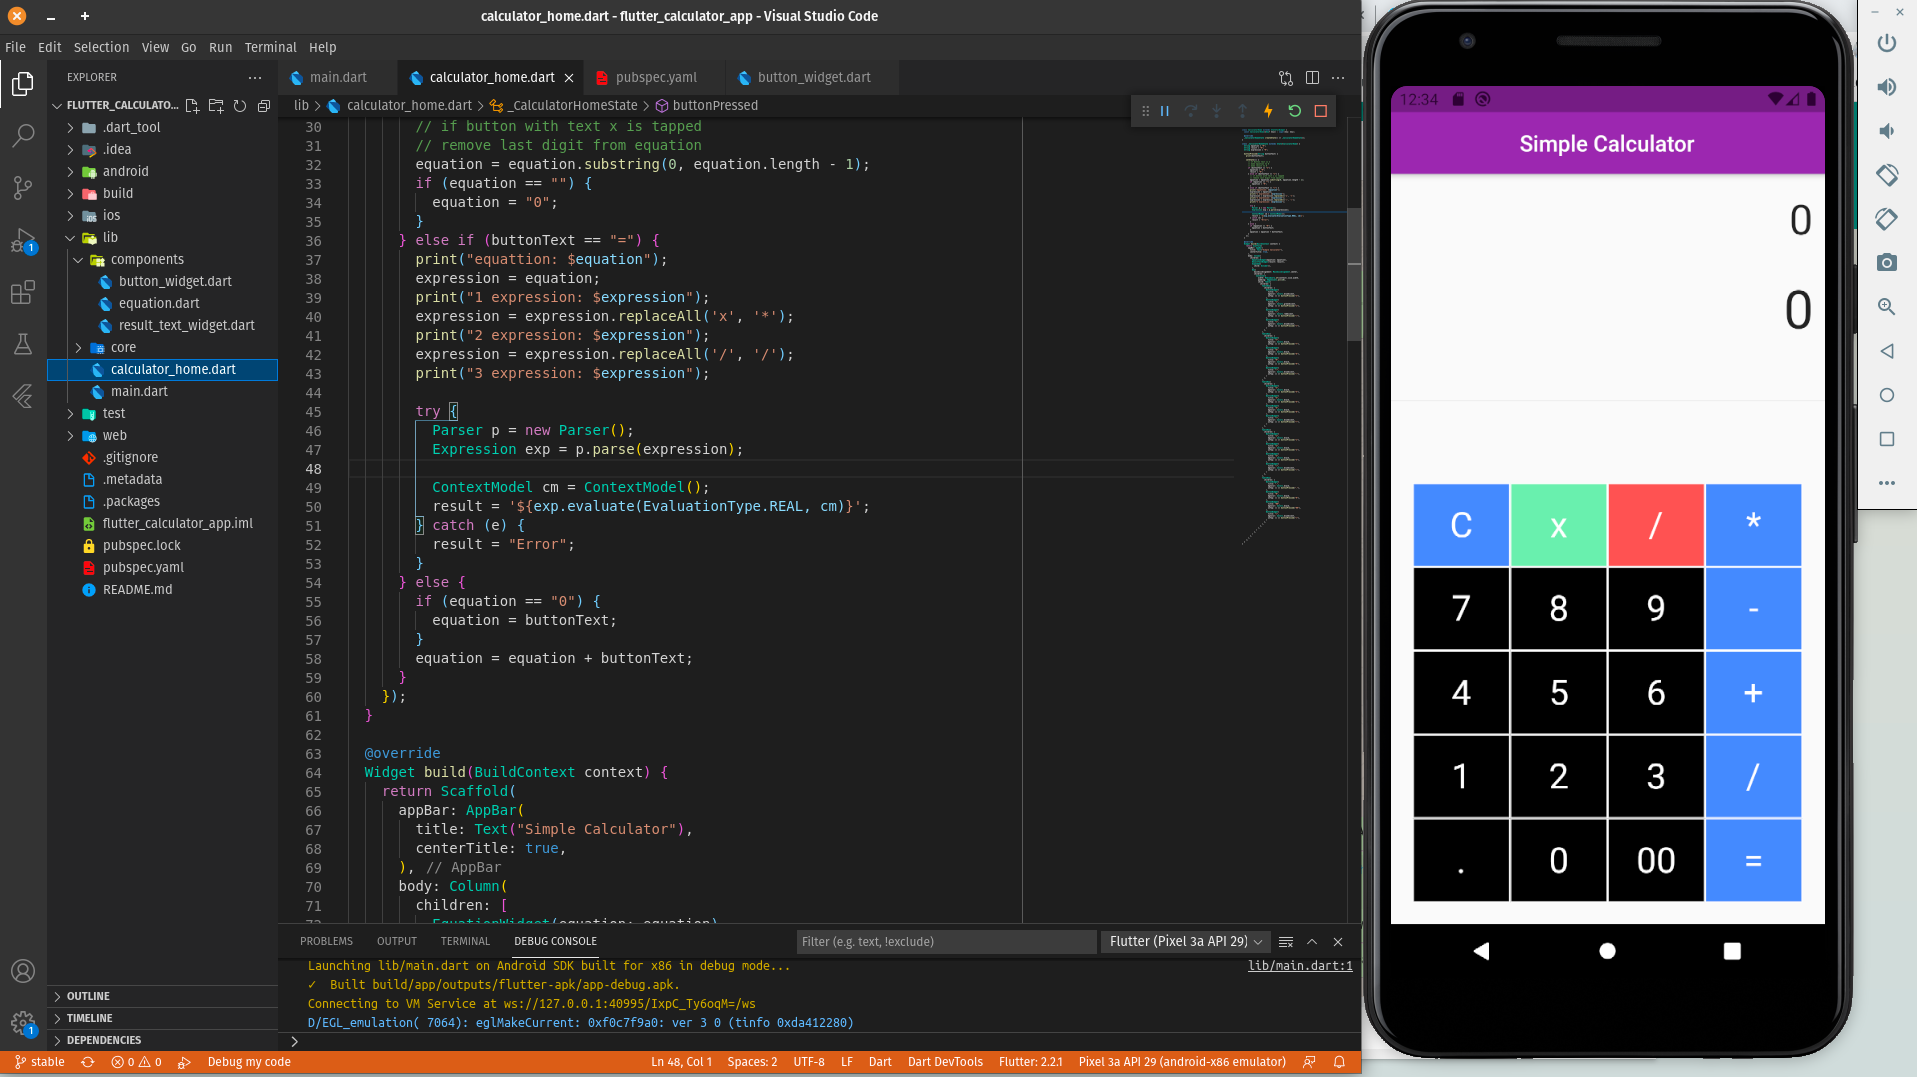 calculator_home.dart - flutter_calculator_app - Visual Studio Code
File Edit Selection View Go Run Terminal Help
EXPLORER
FLUTTER_CALCULATO...
.dart_tool
.idea
android
build
ios
lib
components
button_widget.dart
equation.dart
result_text_widget.dart
core
calculator_home.dart
main.dart
test
web
.gitignore
.metadata
.packages
flutter_calculator_app.iml
pubspec.lock
pubspec.yaml
README.md
OUTLINE
TIMELINE
DEPENDENCIES
1
1
main.dart calculator_home.dart pubspec.yaml button_widget.dart
lib > calculator_home.dart > _CalculatorHomeState > buttonPressed
30 // if button with text x is tapped
31 // remove last digit from equation
32 equation = equation.substring(0, equation.length - 1);
33 if (equation == "") {
34 equation = "0";
35 }
36 } else if (buttonText == "=") {
37 print("equattion: $equation");
38 expression = equation;
39 print("1 expression: $expression");
40 expression = expression.replaceAll('x', '*');
41 print("2 expression: $expression");
42 expression = expression.replaceAll('/', '/');
43 print("3 expression: $expression");
44
45 try {
46 Parser p = new Parser();
47 Expression exp = p.parse(expression);
48
49 ContextModel cm = ContextModel();
50 result = '${exp.evaluate(EvaluationType.REAL, cm)}';
51 } catch (e) {
52 result = "Error";
53 }
54 } else {
55 if (equation == "0") {
56 equation = buttonText;
57 }
58 equation = equation + buttonText;
59 }
60 });
61 }
62
63 @override
64 Widget build(BuildContext context) {
65 return Scaffold(
66 appBar: AppBar(
67 title: Text("Simple Calculator"),
68 centerTitle: true,
69 ), // AppBar
70 body: Column(
71 children: [
72 EquationWidget(equation: equation)
PROBLEMS OUTPUT TERMINAL DEBUG CONSOLE
Filter (e.g. text, !exclude)
Flutter (Pixel 3a API 29)
Launching lib/main.dart on Android SDK built for x86 in debug mode...
lib/main.dart:1
✓ Built build/app/outputs/flutter-apk/app-debug.apk.
Connecting to VM Service at ws://127.0.0.1:40995/IxpC_Ty6oqM=/ws
D/EGL_emulation( 7064): eglMakeCurrent: 0xf0c7f9a0: ver 3 0 (tinfo 0xda412280)
>
stable 0 0 Debug my code Ln 48, Col 1 Spaces: 2 UTF-8 LF Dart Dart DevTools Flutter: 2.2.1 Pixel 3a API 29 (android-x86 emulator)
12:34
Simple Calculator
0
0
C x / *
7 8 9 -
4 5 6 +
1 2 3 /
. 0 00 =